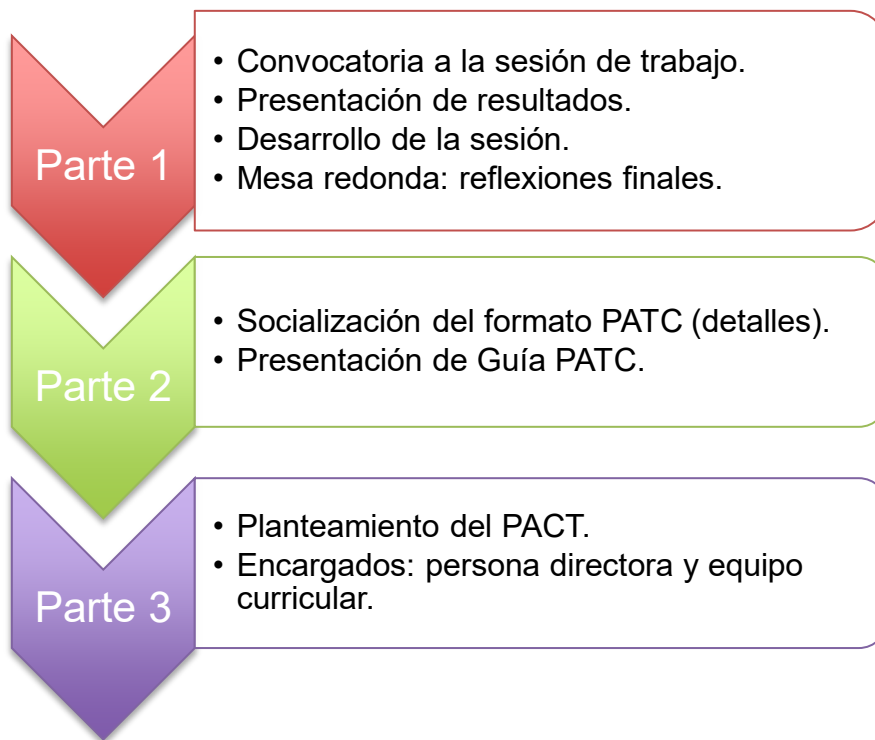 Parte 1
• Convocatoria a la sesión de trabajo.
• Presentación de resultados.
• Desarrollo de la sesión.
• Mesa redonda: reflexiones finales.
Parte 2
• Socialización del formato PATC (detalles).
• Presentación de Guía PATC.
Parte 3
• Planteamiento del PACT.
• Encargados: persona directora y equipo
curricular.